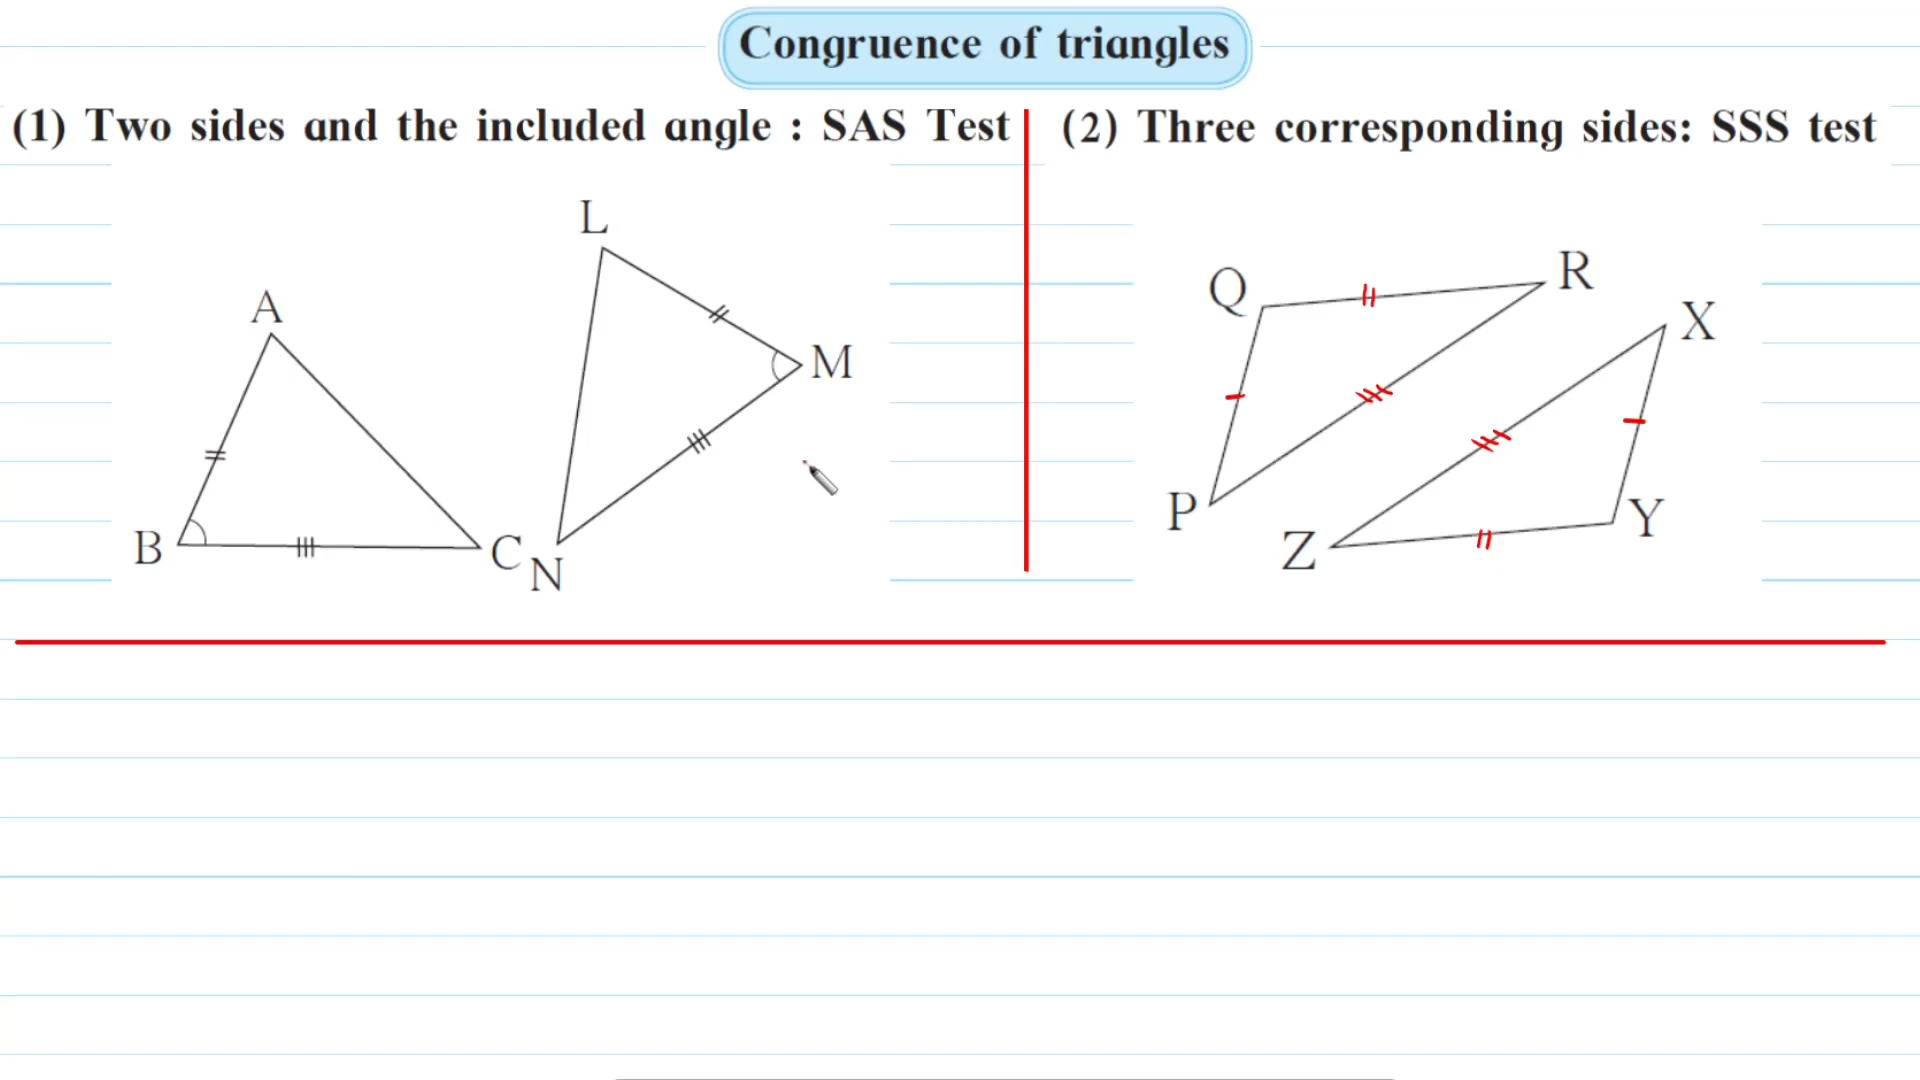 Congruence of triangles
(1) Two sides and the included angle : SAS Test
(2) Three corresponding sides: SSS test
L
A
M
B
C
N
Q
R
X
P
Z
Y